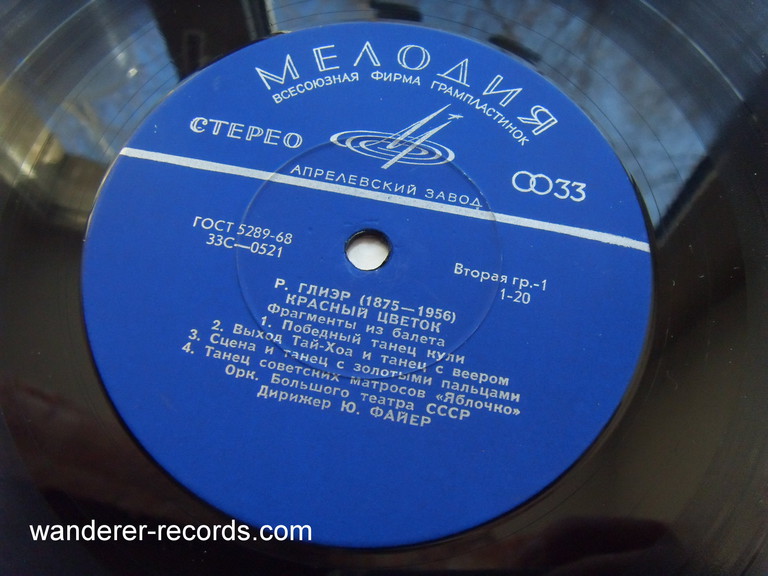 МЕЛОДИЯ
ВСЕСОЮЗНАЯ ФИРМА ГРАМПЛАСТИНОК
СТЕРЕО
33
АПРЕЛЕВСКИЙ ЗАВОД
ГОСТ 5289-68
33С—0521
Вторая гр.-1
1-20
Р. ГЛИЭР (1875—1956)
КРАСНЫЙ ЦВЕТОК
Фрагменты из балета
1. Победный танец кули
2. Выход Тай-Хоа и танец с веером
3. Сцена и танец с золотыми пальцами
4. Танец советских матросов «Яблочко»
Орк. Большого театра СССР
Дирижер Ю. ФАЙЕР
wanderer-records.com